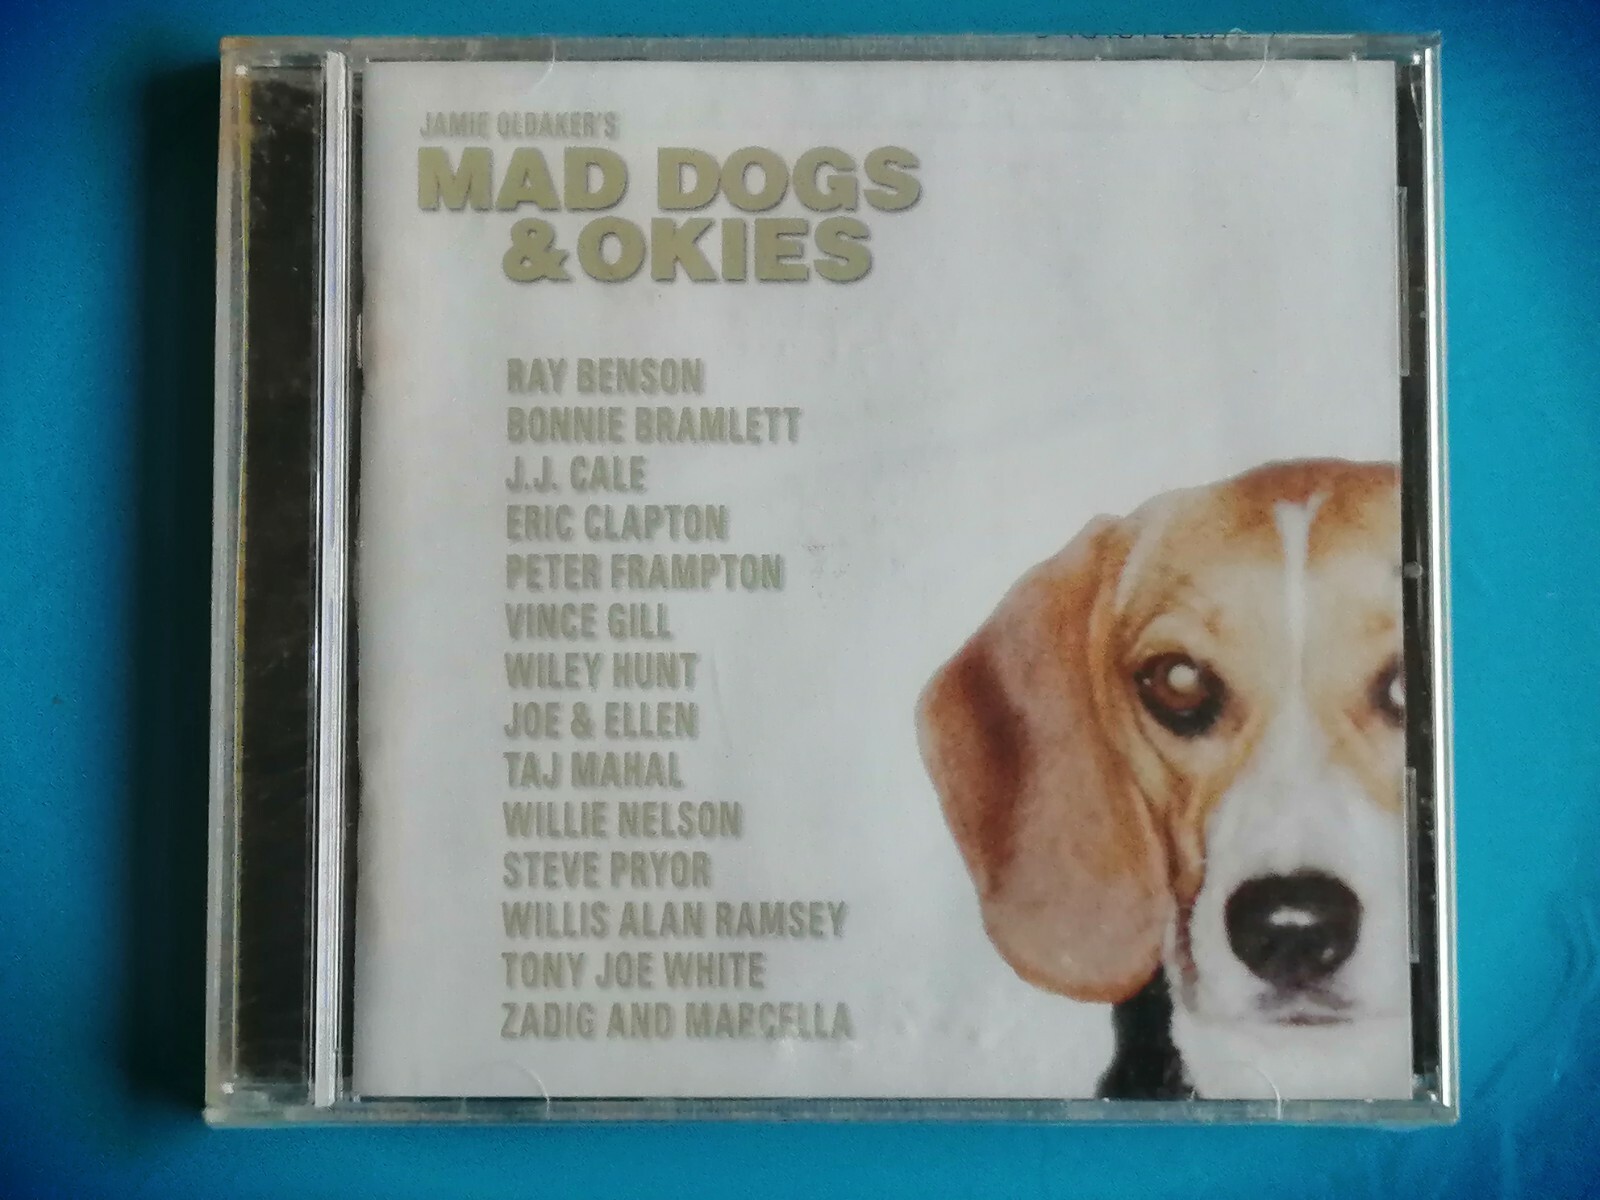 JAMIE OLDAKER'S
MAD DOGS
&OKIES
RAY BENSON
BONNIE BRAMLETT
J.J. CALE
ERIC CLAPTON
PETER FRAMPTON
VINCE GILL
WILEY HUNT
JOE & ELLEN
TAJ MAHAL
WILLIE NELSON
STEVE PRYOR
WILLIS ALAN RAMSEY
TONY JOE WHITE
ZADIG AND MARCELLA